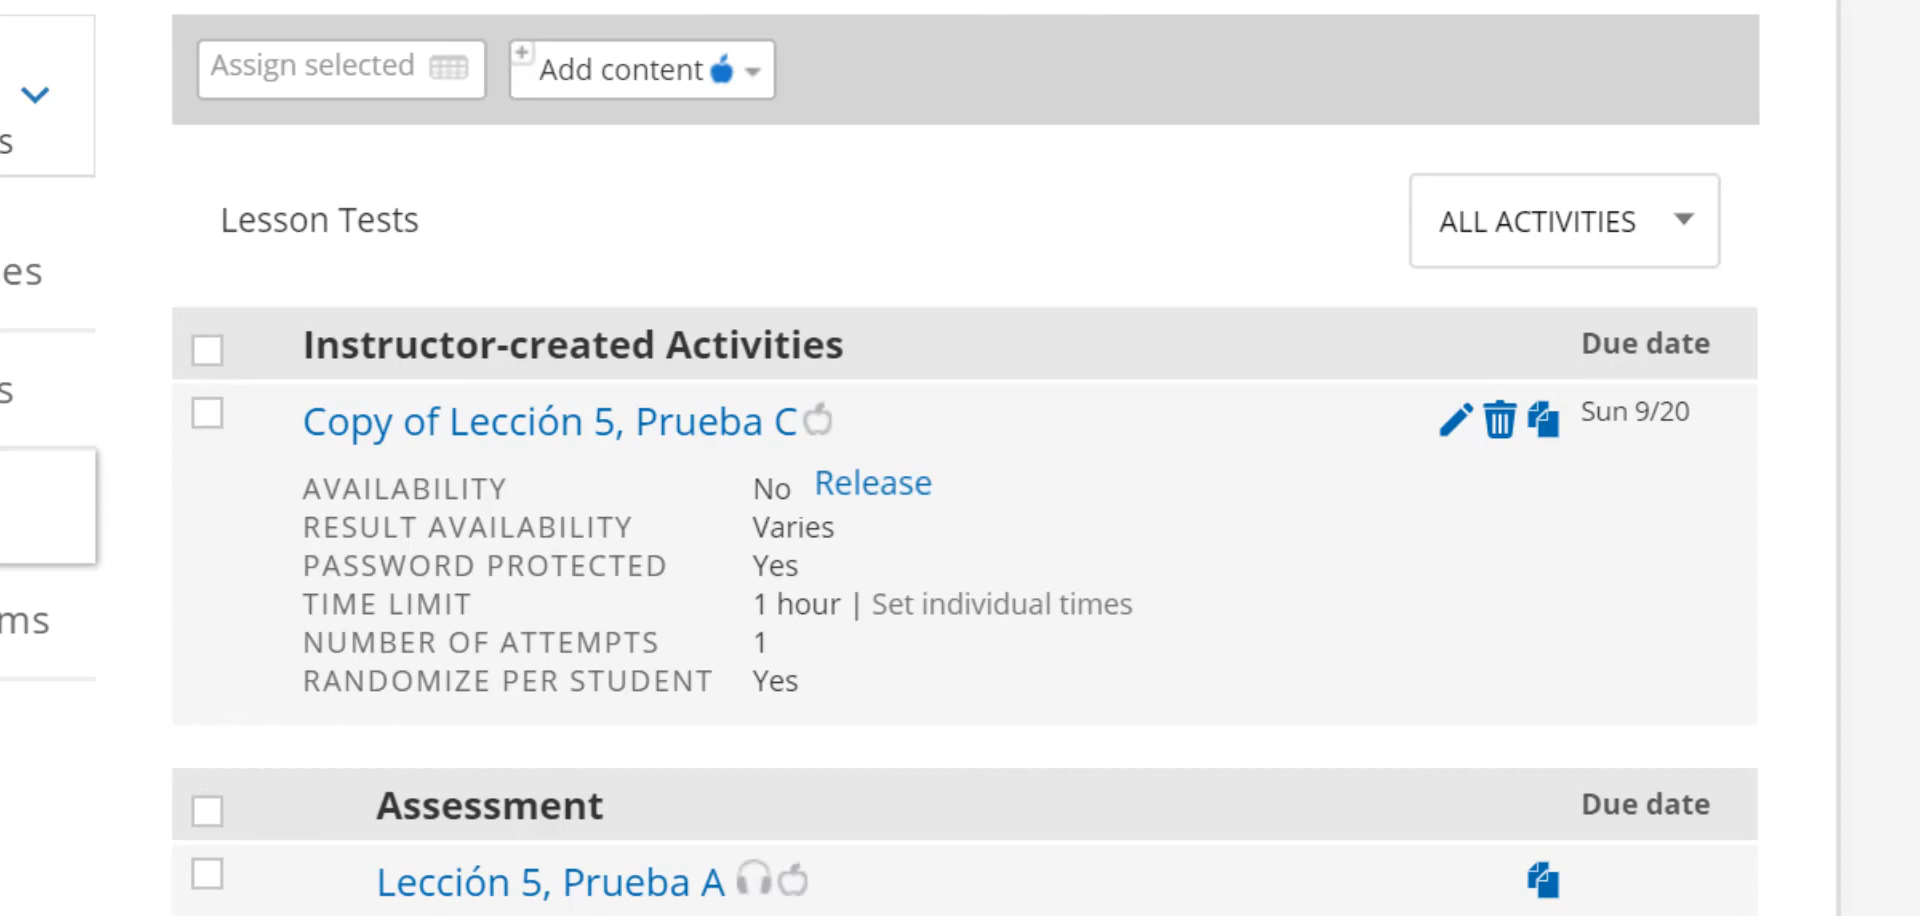 Assign selected
Add content
s
Lesson Tests
ALL ACTIVITIES
es
Instructor-created Activities
Due date
s
Copy of Lección 5, Prueba C
Sun 9/20
AVAILABILITY No Release
RESULT AVAILABILITY Varies
PASSWORD PROTECTED Yes
TIME LIMIT 1 hour | Set individual times
ms
NUMBER OF ATTEMPTS 1
RANDOMIZE PER STUDENT Yes
Assessment
Due date
Lección 5, Prueba A